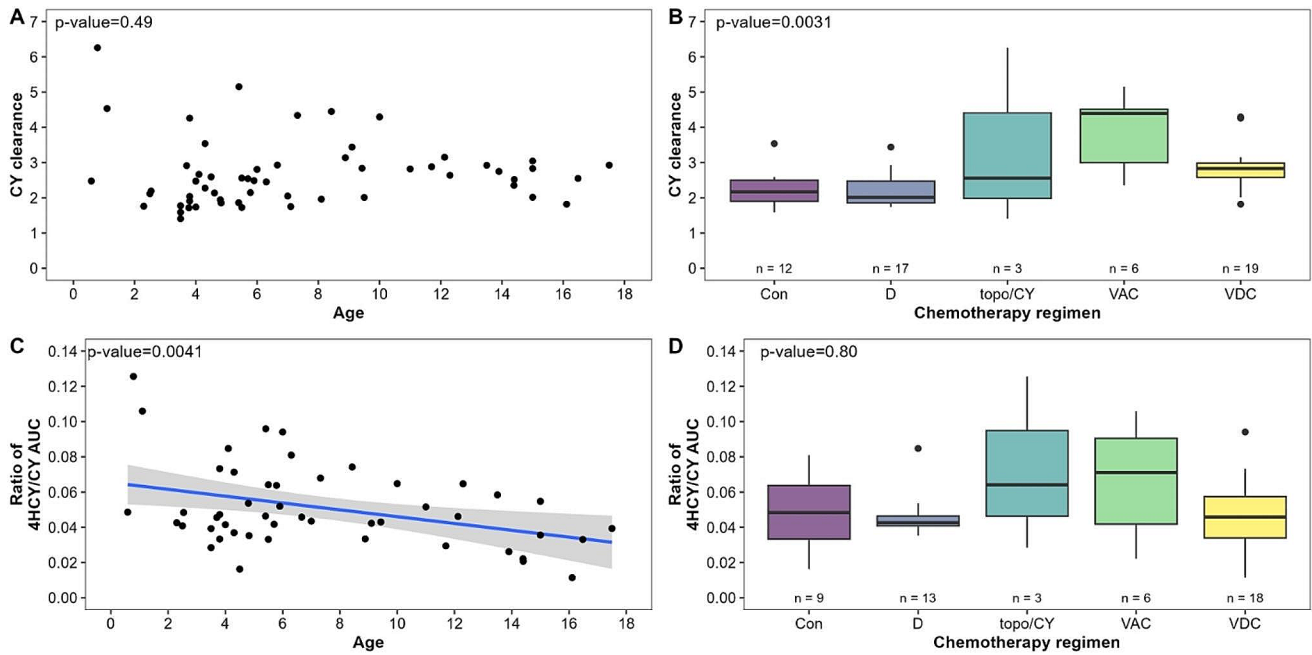 A
p-value=0.49
CY clearance
7
6
5
4
3
2
1
0
0 2 4 6 8 10 12 14 16 18
Age
B
p-value=0.0031
CY clearance
7
6
5
4
3
2
1
0
n = 12 n = 17 n = 3 n = 6 n = 19
Con D topo/CY VAC VDC
Chemotherapy regimen
C
p-value=0.0041
Ratio of
4HCY/CY AUC
0.14
0.12
0.10
0.08
0.06
0.04
0.02
0.00
0 2 4 6 8 10 12 14 16 18
Age
D
p-value=0.80
Ratio of
4HCY/CY AUC
0.14
0.12
0.10
0.08
0.06
0.04
0.02
0.00
n = 9 n = 13 n = 3 n = 6 n = 18
Con D topo/CY VAC VDC
Chemotherapy regimen